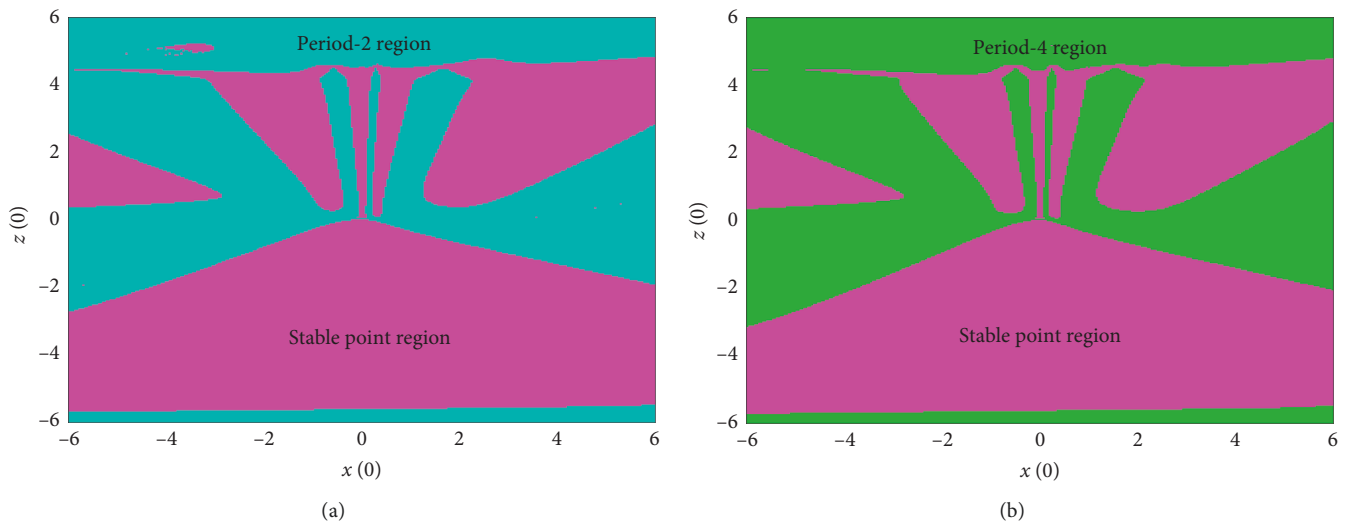 6
4
2
0
–2
–4
–6
z (0)
Period-2 region
Stable point region
–6
–4
–2
0
2
4
6
x (0)
(a)
6
4
2
0
–2
–4
–6
z (0)
Period-4 region
Stable point region
–6
–4
–2
0
2
4
6
x (0)
(b)